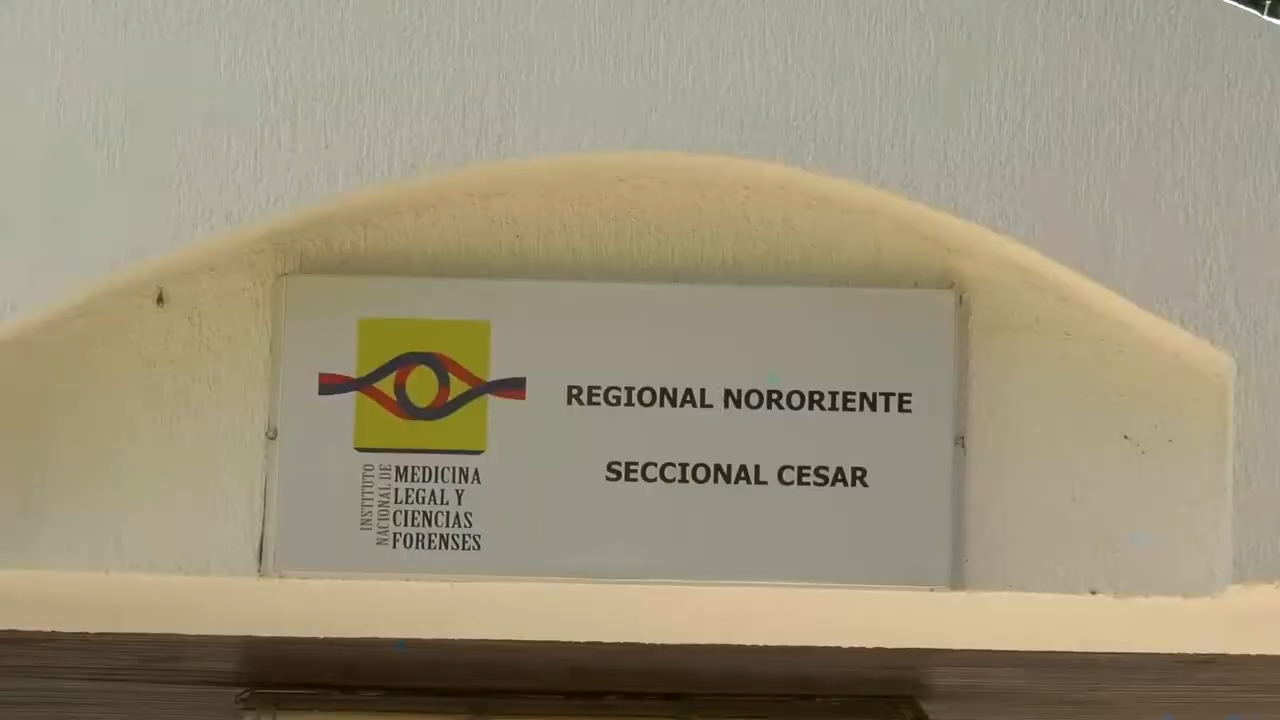 INSTITUTO
NACIONAL DE
MEDICINA
LEGAL Y
CIENCIAS
FORENSES
REGIONAL NORORIENTE
SECCIONAL CESAR